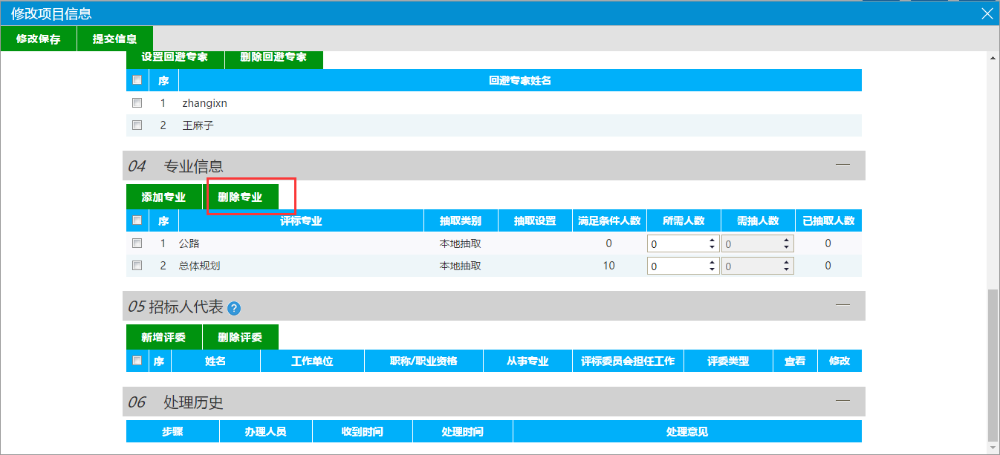 修改项目信息
修改保存 提交信息
设置回避专家 删除回避专家
序 回避专家姓名
1 zhangixn
2 王麻子
04 专业信息
添加专业 删除专业
序 评标专业 抽取类别 抽取设置 满足条件人数 所需人数 需抽人数 已抽取人数
1 公路 本地抽取 0 0 0 0
2 总体规划 本地抽取 10 0 0 0
05 招标人代表 ?
新增评委 删除评委
序 姓名 工作单位 职称/职业资格 从事专业 评标委员会担任工作 评委类型 查看 修改
06 处理历史
步骤 办理人员 收到时间 处理时间 处理意见